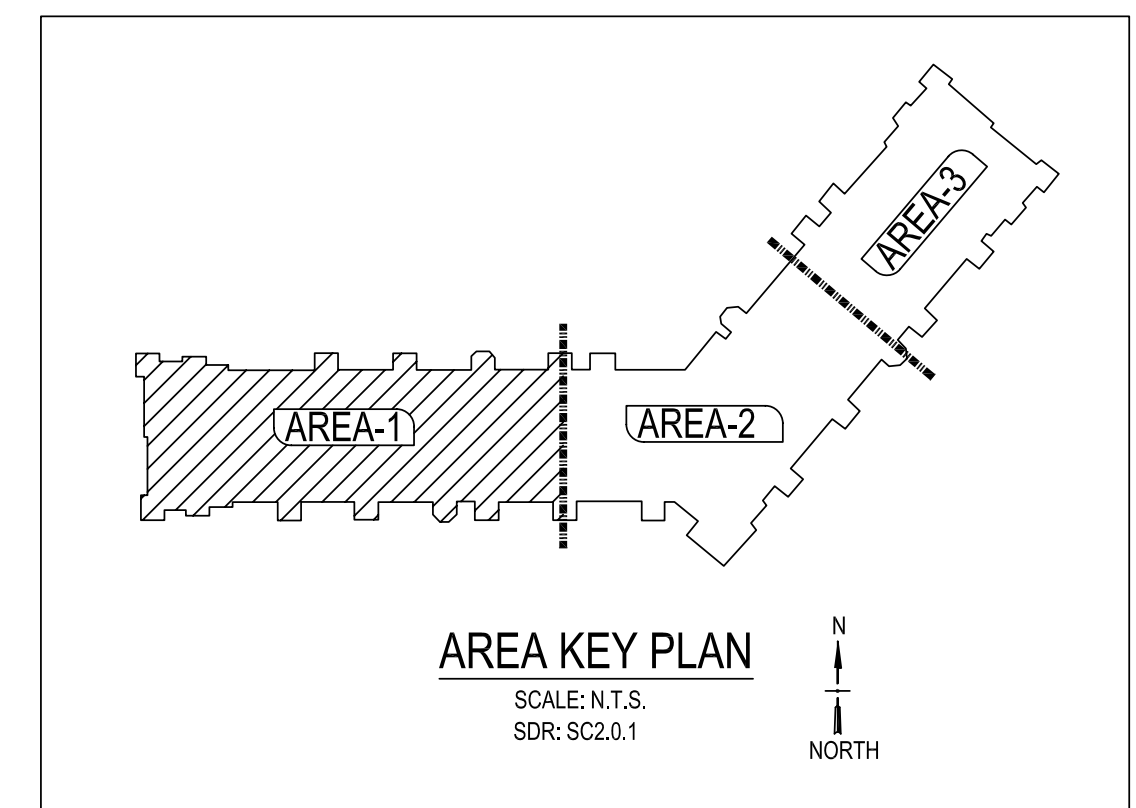 AREA-3
AREA-1
AREA-2
AREA KEY PLAN
SCALE: N.T.S.
SDR: SC2.0.1
N
NORTH